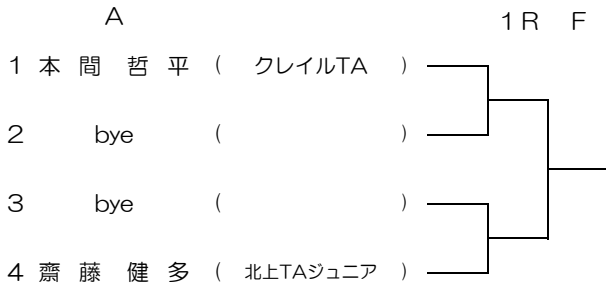 A 1R F
1 本間 哲平 ( クレイルTA )
2 bye ( )
3 bye ( )
4 齋藤 健多 ( 北上TAジュニア )